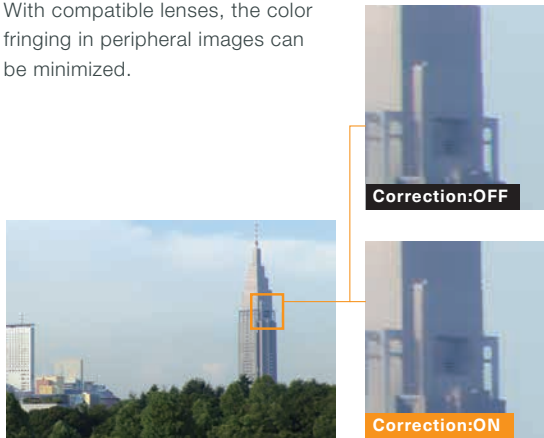 With compatible lenses, the color
fringing in peripheral images can
be minimized.
Correction:OFF
Correction:ON